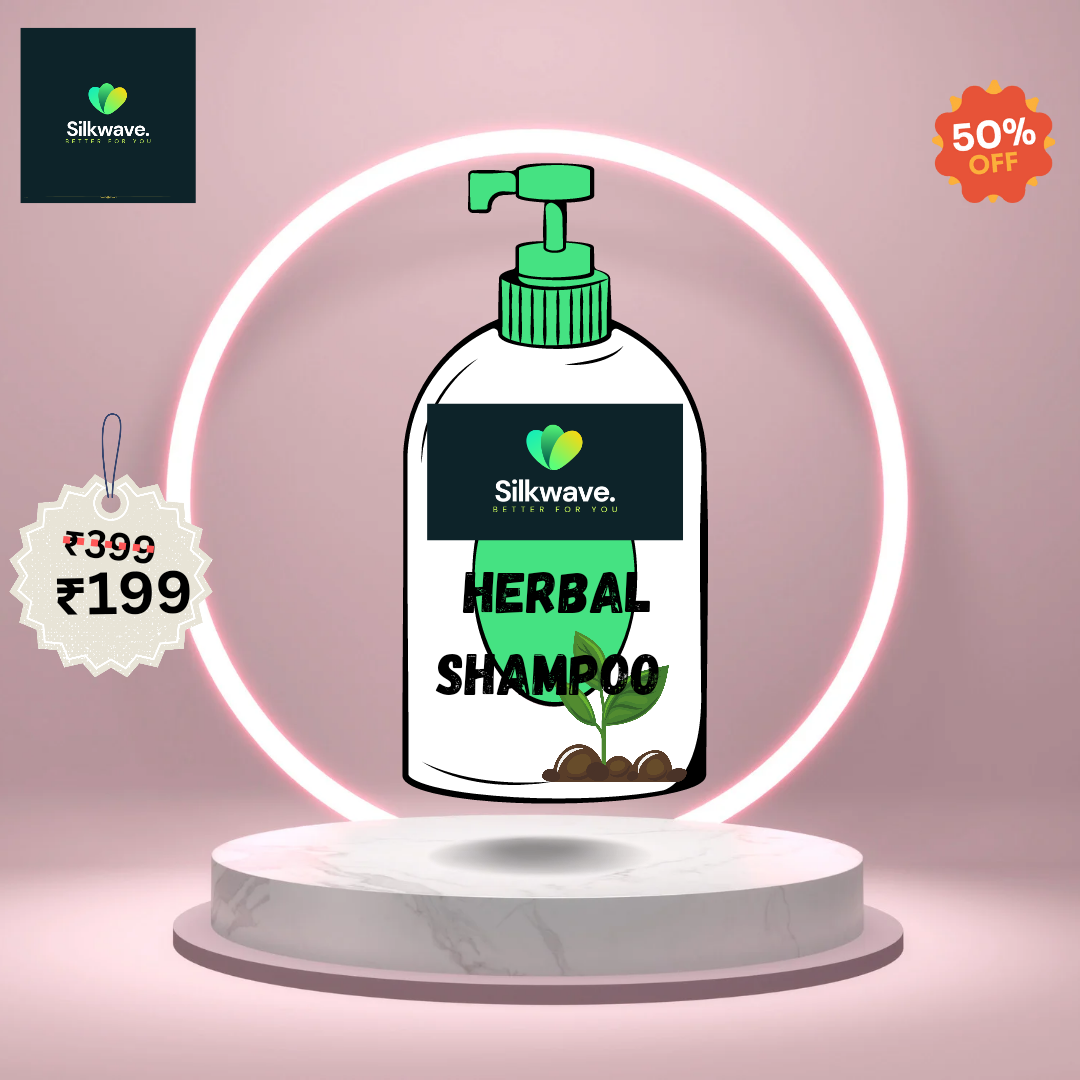 Silkwave.
BETTER FOR YOU
50%
OFF
Silkwave.
BETTER FOR YOU
₹399
₹199
HERBAL
SHAMPOO